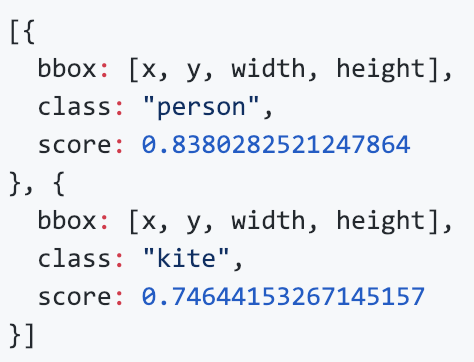 [{
  bbox: [x, y, width, height],
  class: "person",
  score: 0.8380282521247864
}, {
  bbox: [x, y, width, height],
  class: "kite",
  score: 0.74644153267145157
}]